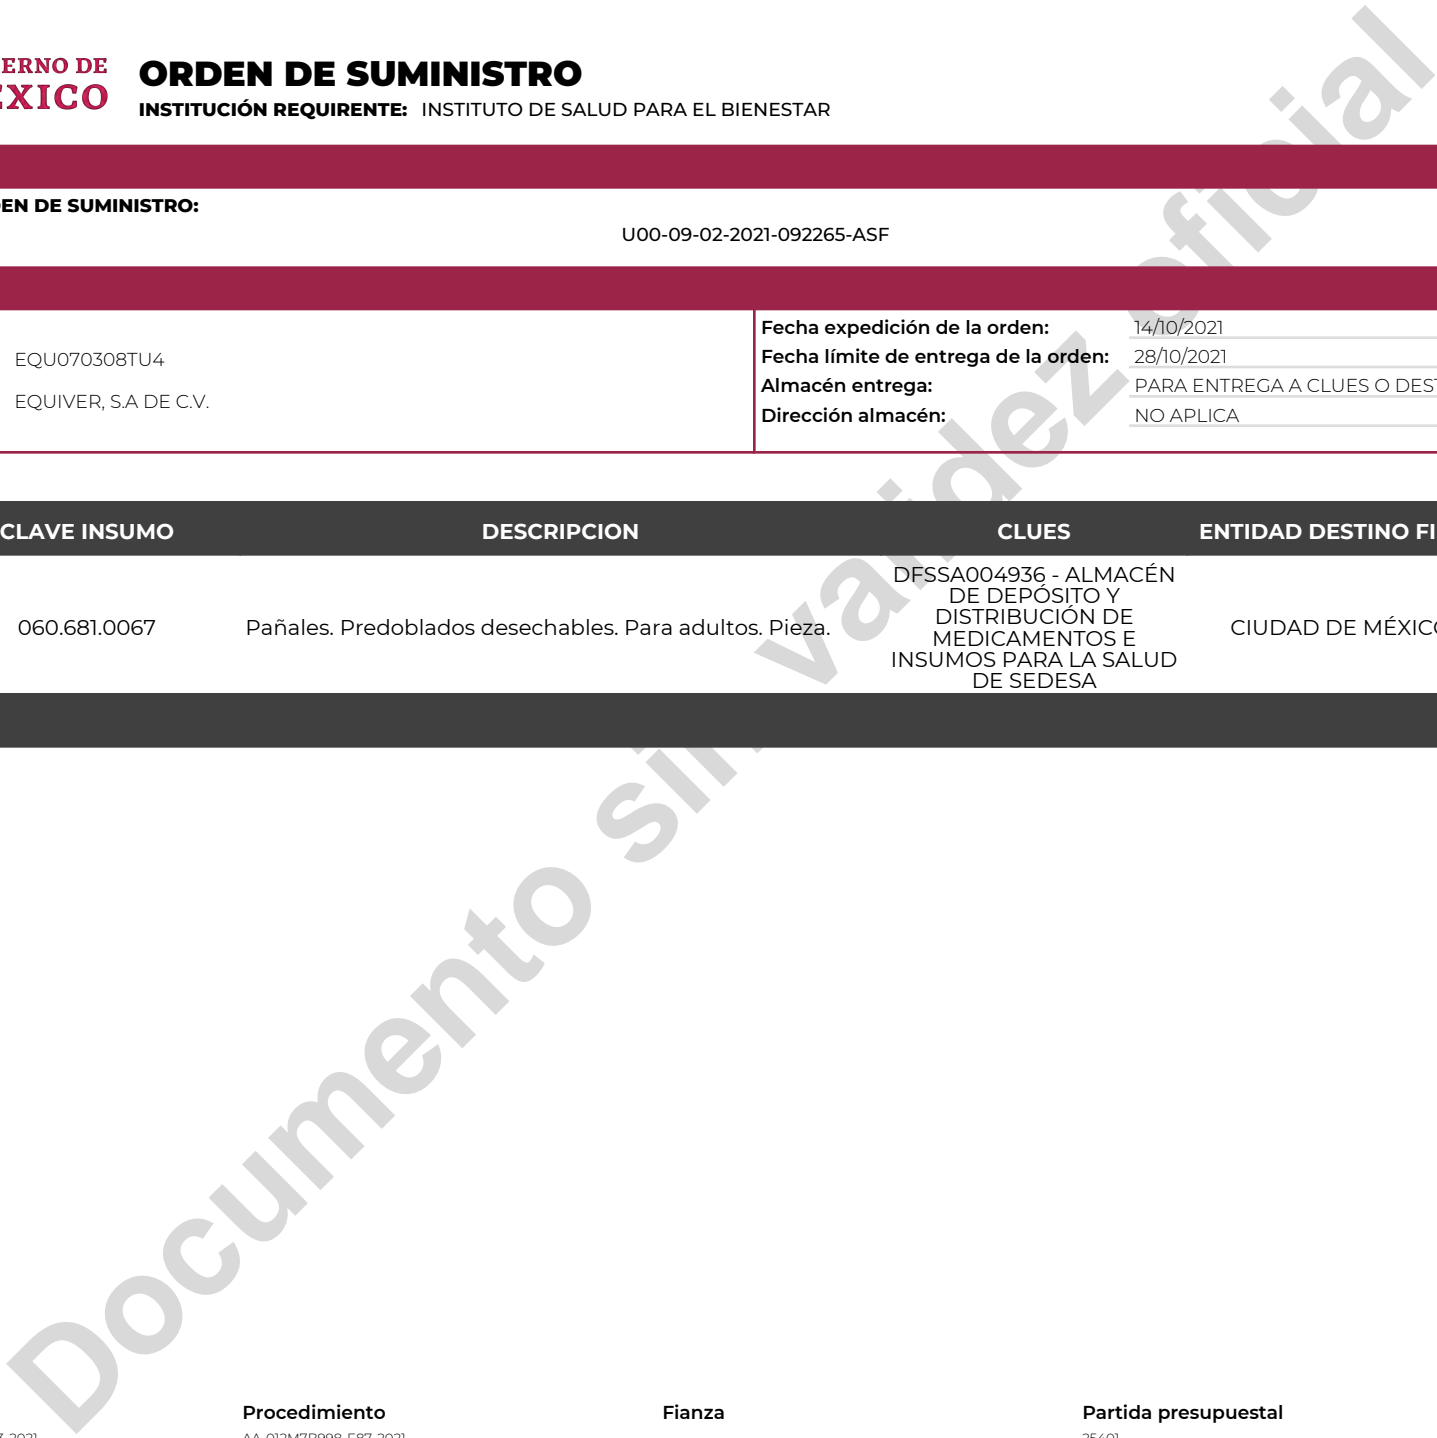 ERNO DE
EXICO
ORDEN DE SUMINISTRO
INSTITUCIÓN REQUIRENTE: INSTITUTO DE SALUD PARA EL BIENESTAR
EN DE SUMINISTRO:
U00-09-02-2021-092265-ASF
EQU070308TU4
EQUIVER, S.A DE C.V.
Fecha expedición de la orden: 14/10/2021
Fecha límite de entrega de la orden: 28/10/2021
Almacén entrega: PARA ENTREGA A CLUES O DEST
Dirección almacén: NO APLICA
CLAVE INSUMO DESCRIPCION CLUES ENTIDAD DESTINO FI
060.681.0067 Pañales. Predoblados desechables. Para adultos. Pieza.
DFSSA004936 - ALMACÉN
DE DEPÓSITO Y
DISTRIBUCIÓN DE
MEDICAMENTOS E
INSUMOS PARA LA SALUD
DE SEDESA
CIUDAD DE MÉXICO
Documento sin validez oficial
Procedimiento Fianza Partida presupuestal